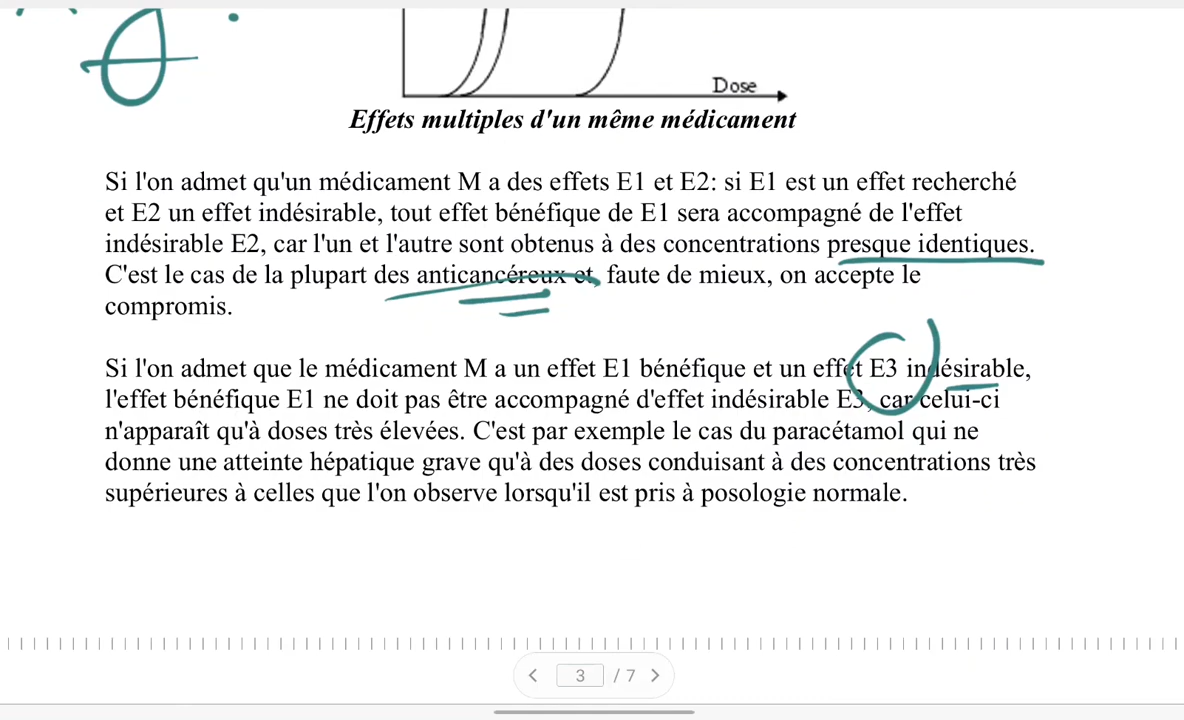 Dose
Effets multiples d'un même médicament
Si l'on admet qu'un médicament M a des effets E1 et E2: si E1 est un effet recherché
et E2 un effet indésirable, tout effet bénéfique de E1 sera accompagné de l'effet
indésirable E2, car l'un et l'autre sont obtenus à des concentrations presque identiques.
C'est le cas de la plupart des anticancéreux et, faute de mieux, on accepte le
compromis.
Si l'on admet que le médicament M a un effet E1 bénéfique et un effet E3 indésirable,
l'effet bénéfique E1 ne doit pas être accompagné d'effet indésirable E3, car celui-ci
n'apparaît qu'à doses très élevées. C'est par exemple le cas du paracétamol qui ne
donne une atteinte hépatique grave qu'à des doses conduisant à des concentrations très
supérieures à celles que l'on observe lorsqu'il est pris à posologie normale.
3 / 7